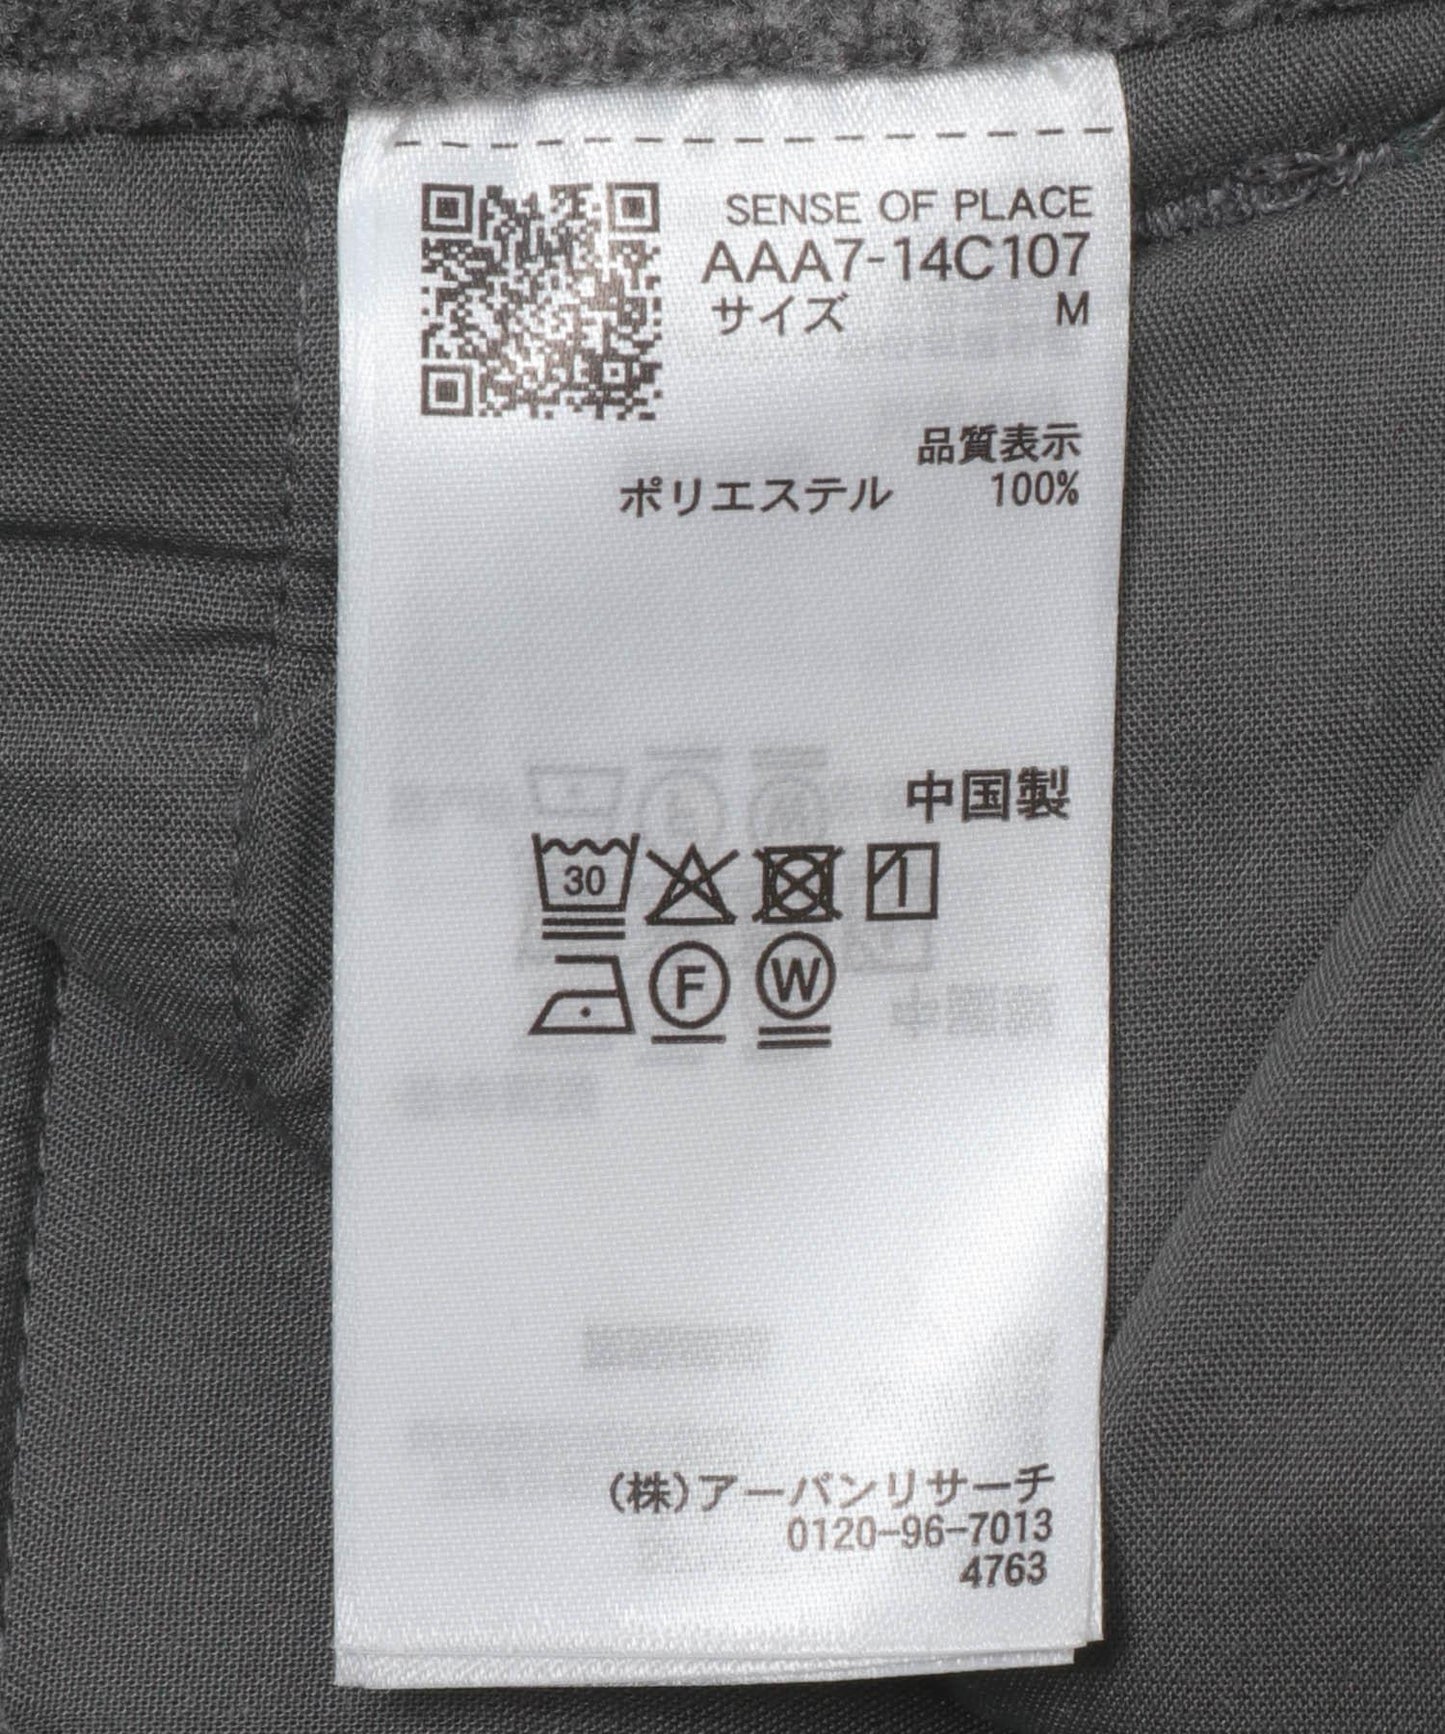 SENSE OF PLACE
AAA7-14C107
サイズ M
品質表示
ポリエステル 100%
中国製
30
F W
(株)アーバンリサーチ
0120-96-7013
4763